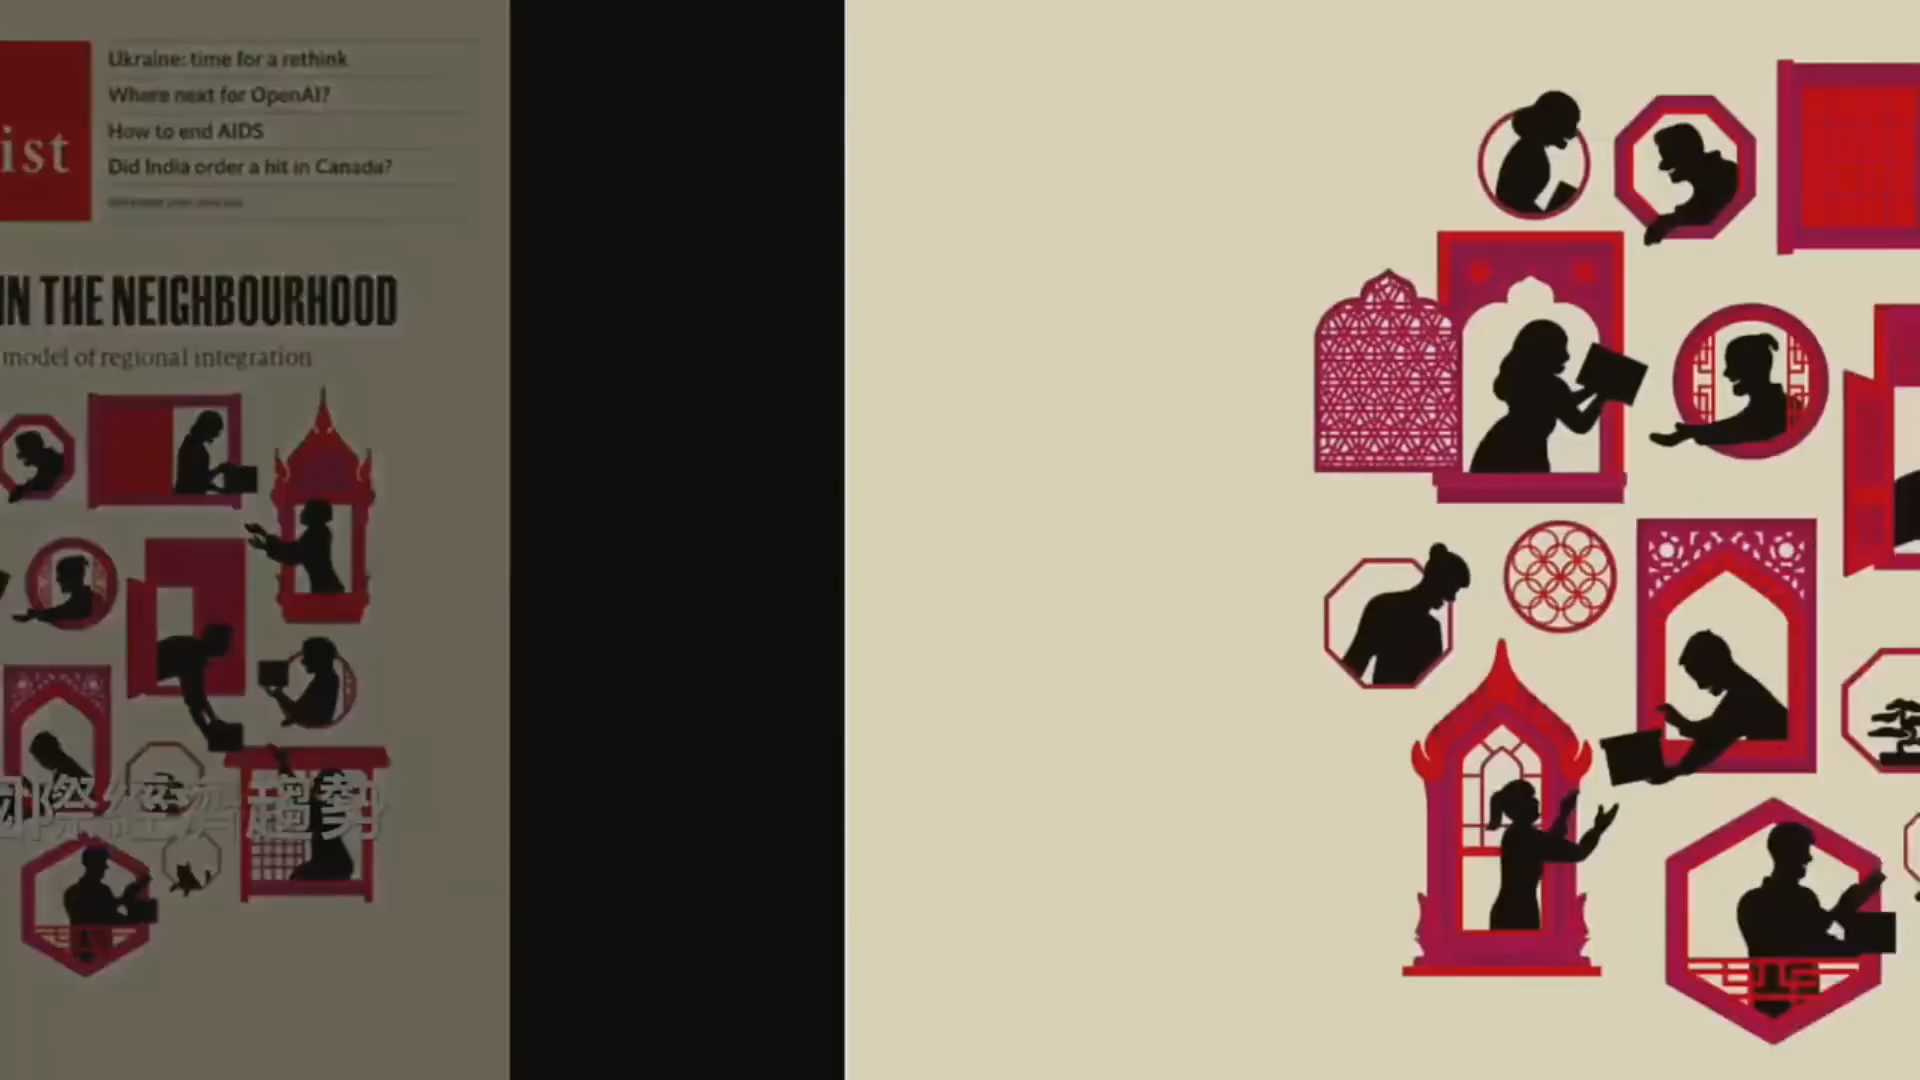 Ukraine: time for a rethink
Where next for OpenAI?
How to end AIDS
Did India order a hit in Canada?
ist
IN THE NEIGHBOURHOOD
model of regional integration
國際經濟趨勢